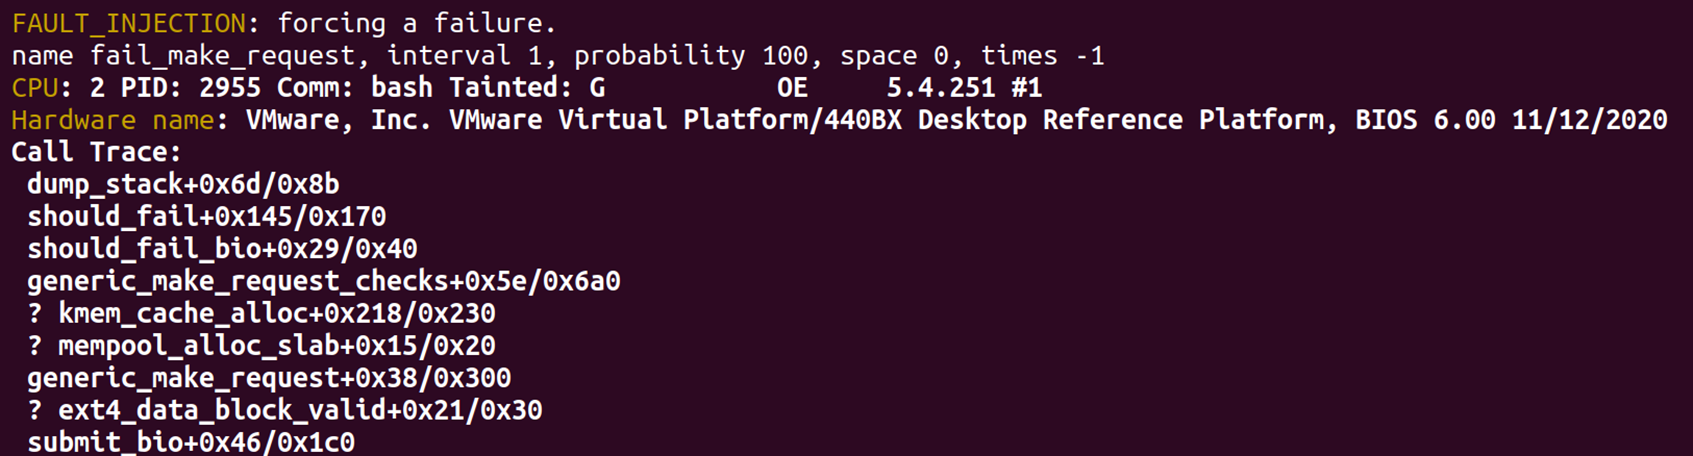 FAULT_INJECTION: forcing a failure.
name fail_make_request, interval 1, probability 100, space 0, times -1
CPU: 2 PID: 2955 Comm: bash Tainted: G           OE     5.4.251 #1
Hardware name: VMware, Inc. VMware Virtual Platform/440BX Desktop Reference Platform, BIOS 6.00 11/12/2020
Call Trace:
 dump_stack+0x6d/0x8b
 should_fail+0x145/0x170
 should_fail_bio+0x29/0x40
 generic_make_request_checks+0x5e/0x6a0
 ? kmem_cache_alloc+0x218/0x230
 ? mempool_alloc_slab+0x15/0x20
 generic_make_request+0x38/0x300
 ? ext4_data_block_valid+0x21/0x30
 submit_bio+0x46/0x1c0